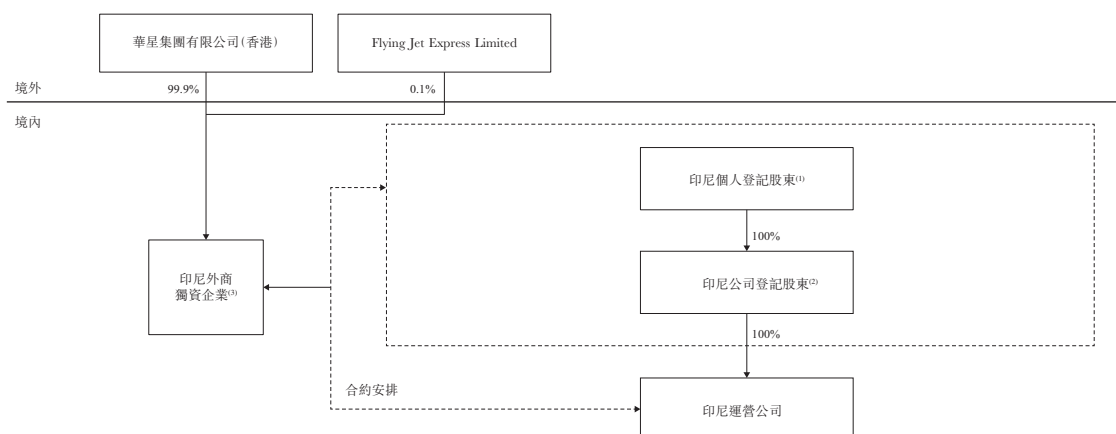 華星集團有限公司(香港)
Flying Jet Express Limited
境外
99.9%
0.1%
境內
印尼個人登記股東(1)
100%
印尼外商
獨資企業(3)
印尼公司登記股東(2)
100%
合約安排
印尼運營公司